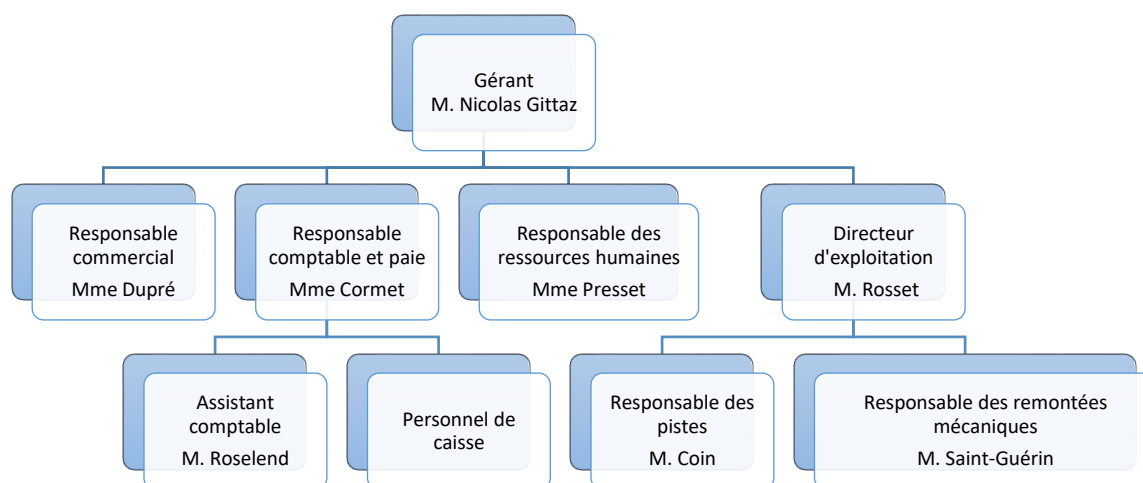 Gérant
M. Nicolas Gittaz
Responsable
commercial
Mme Dupré
Responsable
comptable et paie
Mme Cormet
Responsable des
ressources humaines
Mme Presset
Directeur
d'exploitation
M. Rosset
Assistant
comptable
M. Roselend
Personnel de
caisse
Responsable des
pistes
M. Coin
Responsable des remontées
mécaniques
M. Saint-Guérin